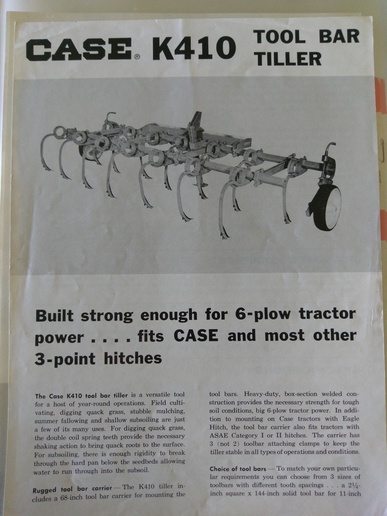 CASE® K410 TOOL BAR
TILLER
Built strong enough for 6-plow tractor
power . . . . fits CASE and most other
3-point hitches
The Case K410 tool bar tiller is a versatile tool
for a host of year-round operations. Field culti-
vating, digging quack grass, stubble mulching,
summer fallowing and shallow subsoiling are just
a few of its many uses. For digging quack grass,
the double coil spring teeth provide the necessary
shaking action to bring quack roots to the surface.
For subsoiling, there is enough rigidity to break
through the hard pan below the seedbeds allowing
water to run through into the subsoil.
Rugged tool bar carrier — The K410 tiller in-
cludes a 68-inch tool bar carrier for mounting the
tool bars. Heavy-duty, box-section welded con-
struction provides the necessary strength for tough
soil conditions, big 6-plow tractor power. In addi-
tion to mounting on Case tractors with Eagle
Hitch, the tool bar carrier also fits tractors with
ASAE Category I or II hitches. The carrier has
3 (not 2) toolbar attaching clamps to keep the
tiller stable in all types of operations and conditions.
Choice of tool bars — To match your particu-
lar requirements you can choose from 3 sizes of
toolbars with different tooth spacings . . . a 2¼-
inch square x 144-inch solid tool bar for 11-inch